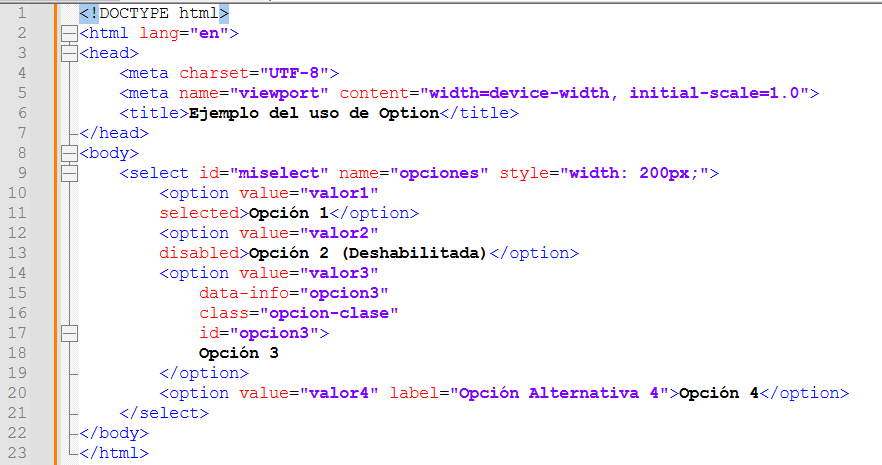 1 <!DOCTYPE html>
2 <html lang="en">
3 <head>
4     <meta charset="UTF-8">
5     <meta name="viewport" content="width=device-width, initial-scale=1.0">
6     <title>Ejemplo del uso de Option</title>
7 </head>
8 <body>
9     <select id="miselect" name="opciones" style="width: 200px;">
10         <option value="valor1"
11         selected>Opción 1</option>
12         <option value="valor2"
13         disabled>Opción 2 (Deshabilitada)</option>
14         <option value="valor3"
15             data-info="opcion3"
16             class="opcion-clase"
17             id="opcion3">
18             Opción 3
19         </option>
20         <option value="valor4" label="Opción Alternativa 4">Opción 4</option>
21     </select>
22 </body>
23 </html>